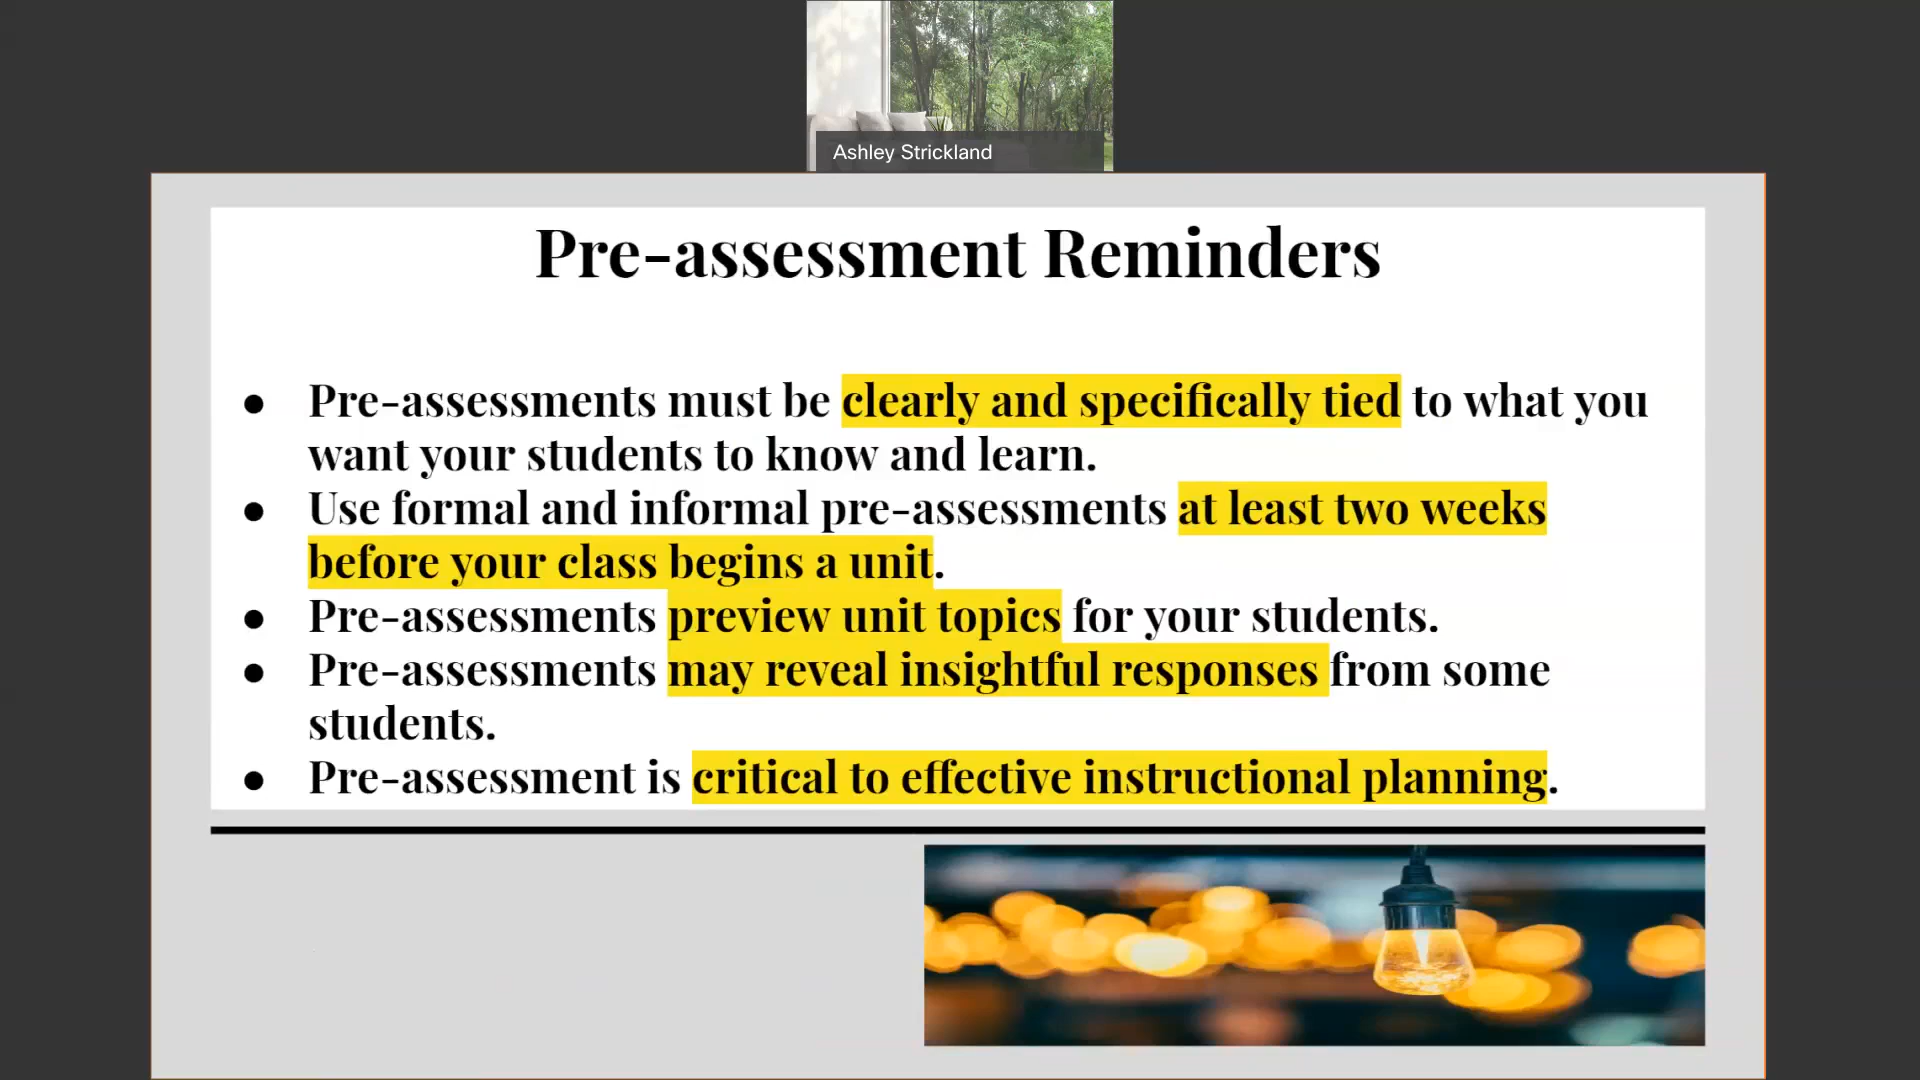 Ashley Strickland
Pre-assessment Reminders
● Pre-assessments must be clearly and specifically tied to what you
want your students to know and learn.
● Use formal and informal pre-assessments at least two weeks
before your class begins a unit.
● Pre-assessments preview unit topics for your students.
● Pre-assessments may reveal insightful responses from some
students.
● Pre-assessment is critical to effective instructional planning.